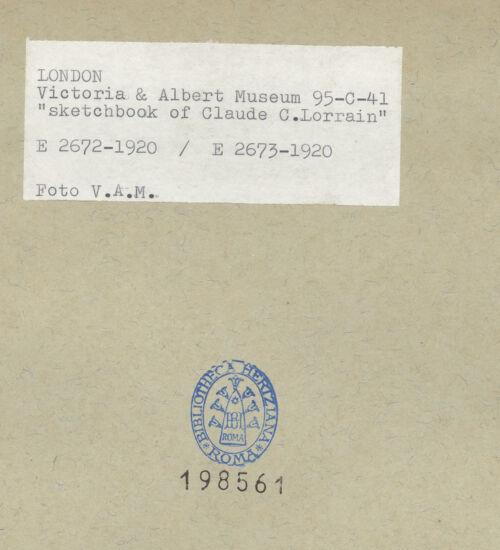 LONDON
Victoria & Albert Museum 95-C-41
"sketchbook of Claude C.Lorrain"
E 2672-1920 / E 2673-1920
Foto V.A.M.
BIBLIOTHECA HERTZIANA
ROMA
ROMA
198561